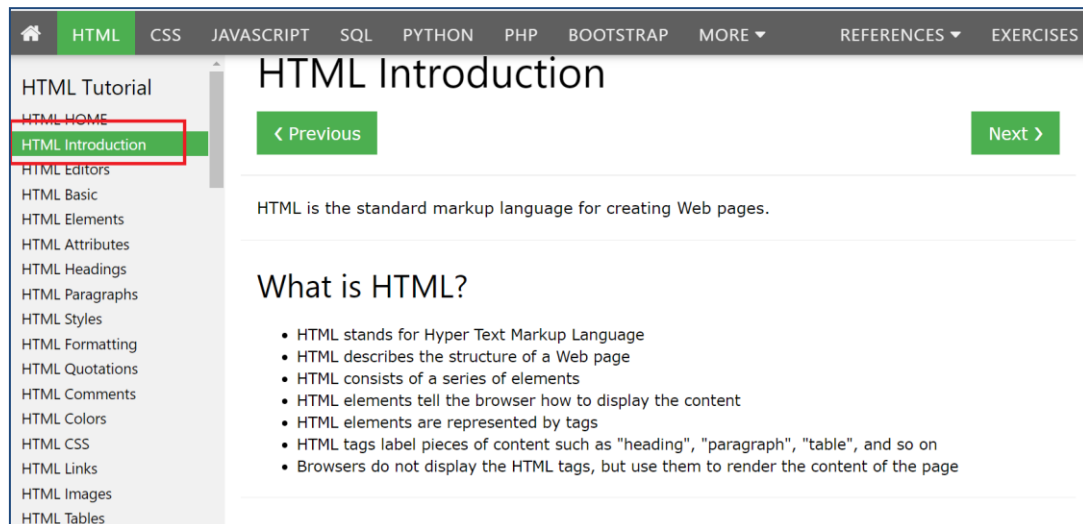 HTML CSS JAVASCRIPT SQL PYTHON PHP BOOTSTRAP MORE REFERENCES EXERCISES
HTML Tutorial
HTML HOME
HTML Introduction
HTML Editors
HTML Basic
HTML Elements
HTML Attributes
HTML Headings
HTML Paragraphs
HTML Styles
HTML Formatting
HTML Quotations
HTML Comments
HTML Colors
HTML CSS
HTML Links
HTML Images
HTML Tables
HTML Introduction
❮ Previous
Next ❯
HTML is the standard markup language for creating Web pages.
What is HTML?
• HTML stands for Hyper Text Markup Language
• HTML describes the structure of a Web page
• HTML consists of a series of elements
• HTML elements tell the browser how to display the content
• HTML elements are represented by tags
• HTML tags label pieces of content such as "heading", "paragraph", "table", and so on
• Browsers do not display the HTML tags, but use them to render the content of the page